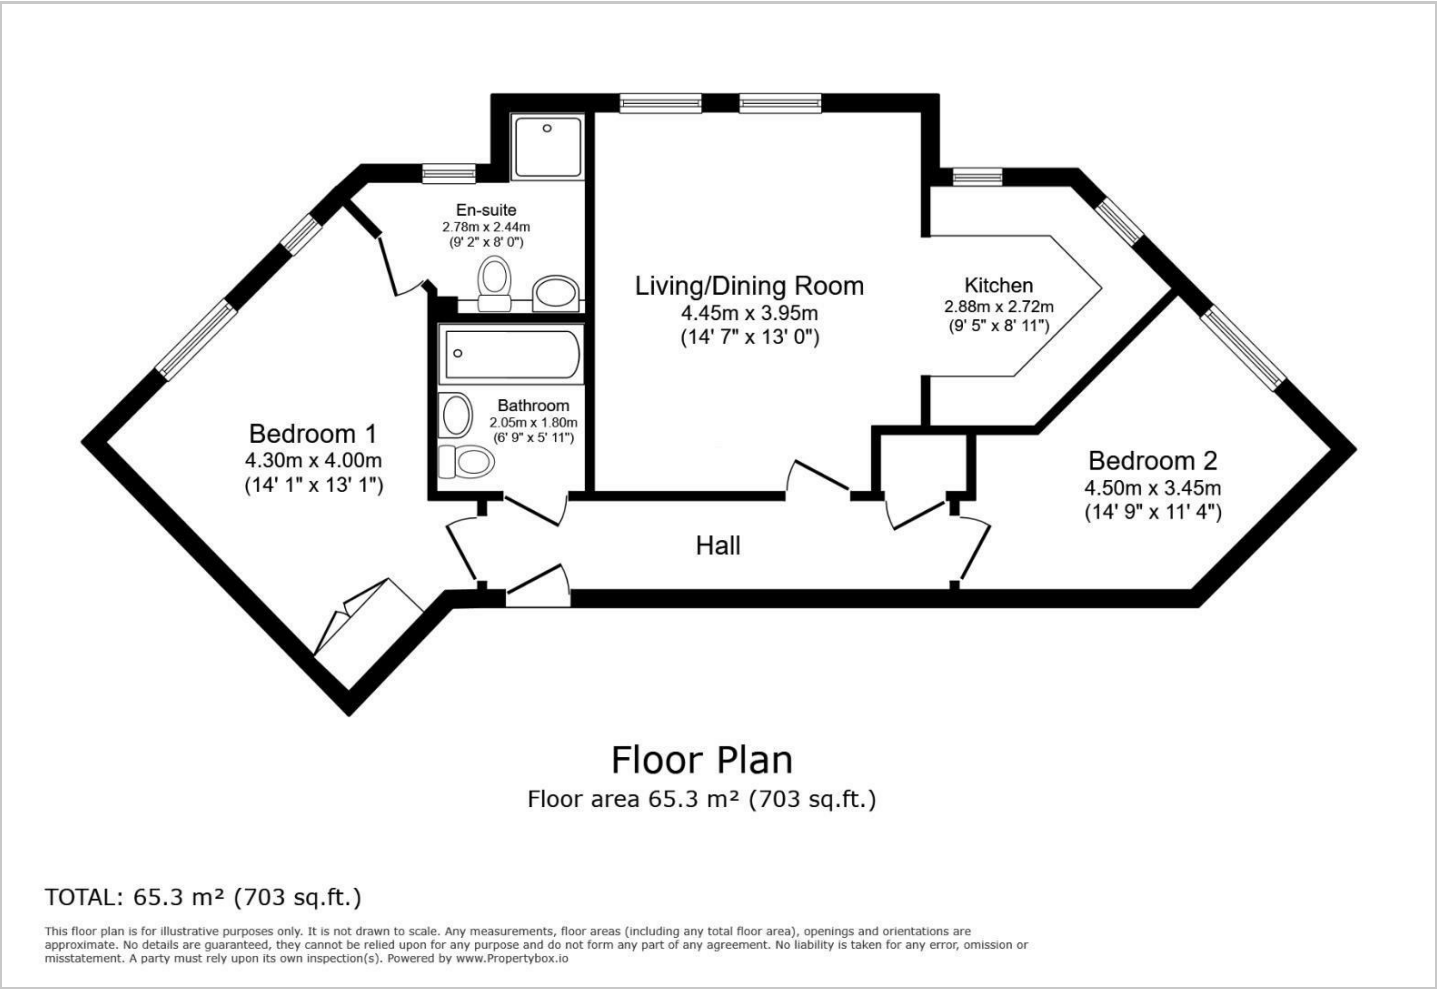 En-suite
2.78m x 2.44m
(9' 2" x 8' 0")
Living/Dining Room
4.45m x 3.95m
(14' 7" x 13' 0")
Kitchen
2.88m x 2.72m
(9' 5" x 8' 11")
Bathroom
2.05m x 1.80m
(6' 9" x 5' 11")
Bedroom 1
4.30m x 4.00m
(14' 1" x 13' 1")
Bedroom 2
4.50m x 3.45m
(14' 9" x 11' 4")
Hall
Floor Plan
Floor area 65.3 m² (703 sq.ft.)
TOTAL: 65.3 m² (703 sq.ft.)
This floor plan is for illustrative purposes only. It is not drawn to scale. Any measurements, floor areas (including any total floor area), openings and orientations are
approximate. No details are guaranteed, they cannot be relied upon for any purpose and do not form any part of any agreement. No liability is taken for any error, omission or
misstatement. A party must rely upon its own inspection(s). Powered by www.Propertybox.io